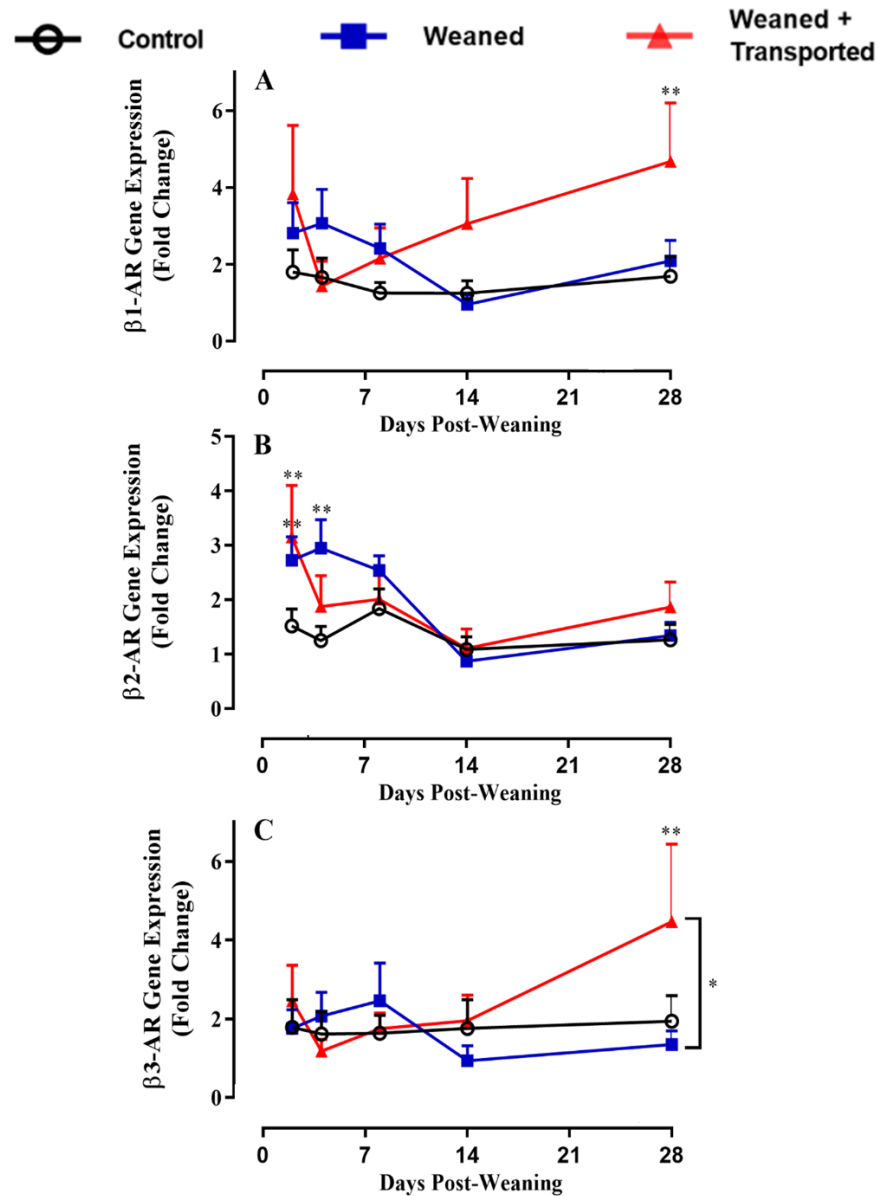 Control
Weaned
Weaned +
Transported
A
β1-AR Gene Expression
(Fold Change)
6
4
2
0
**
0 7 14 21 28
Days Post-Weaning
B
β2-AR Gene Expression
(Fold Change)
5
4
3
2
1
0
**
**
**
0 7 14 21 28
Days Post-Weaning
C
β3-AR Gene Expression
(Fold Change)
6
4
2
0
**
*
0 7 14 21 28
Days Post-Weaning